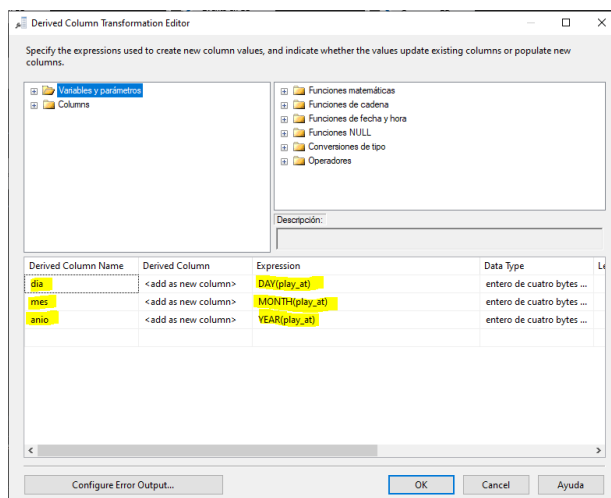 Derived Column Transformation Editor
Specify the expressions used to create new column values, and indicate whether the values update existing columns or populate new
columns.
Variables y parámetros
Columns
Funciones matemáticas
Funciones de cadena
Funciones de fecha y hora
Funciones NULL
Conversiones de tipo
Operadores
Descripción:
Derived Column Name Derived Column Expression Data Type Le
dia <add as new column> DAY(play_at) entero de cuatro bytes ...
mes <add as new column> MONTH(play_at) entero de cuatro bytes ...
anio <add as new column> YEAR(play_at) entero de cuatro bytes ...
Configure Error Output... OK Cancel Ayuda